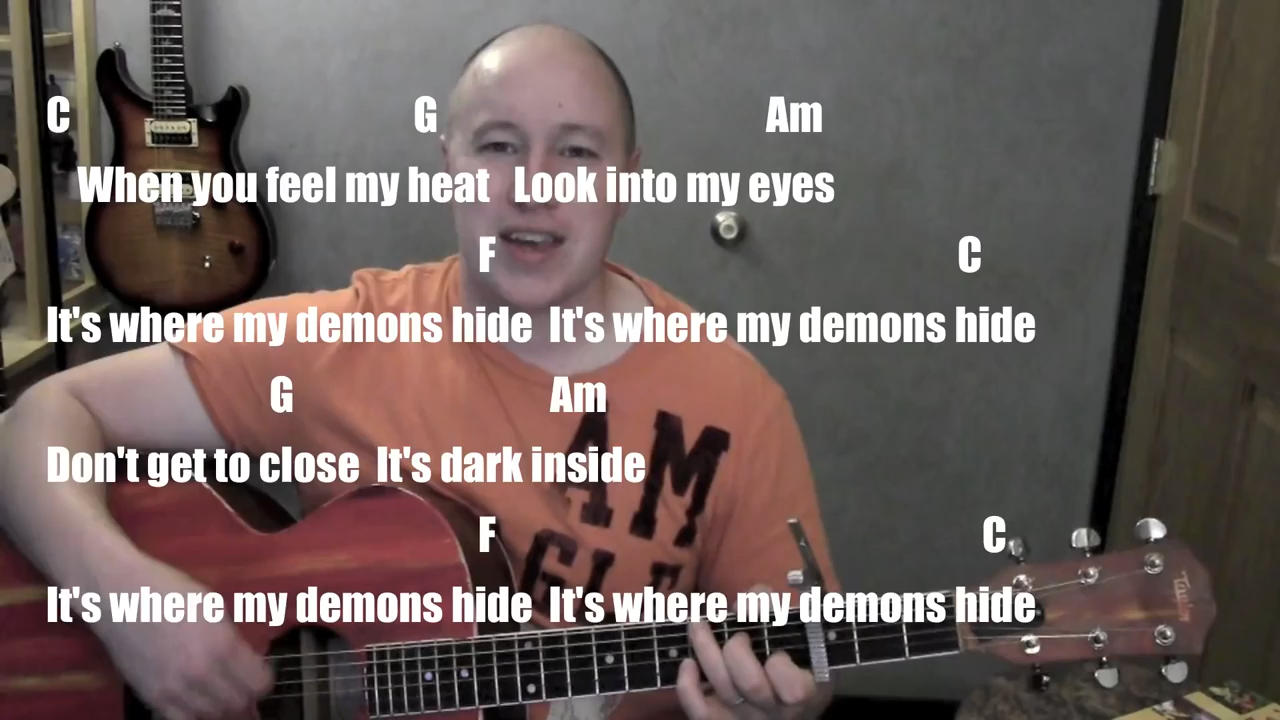 C G Am
When you feel my heat Look into my eyes
F C
It's where my demons hide It's where my demons hide
G Am
Don't get to close It's dark inside
F C
It's where my demons hide It's where my demons hide
AM